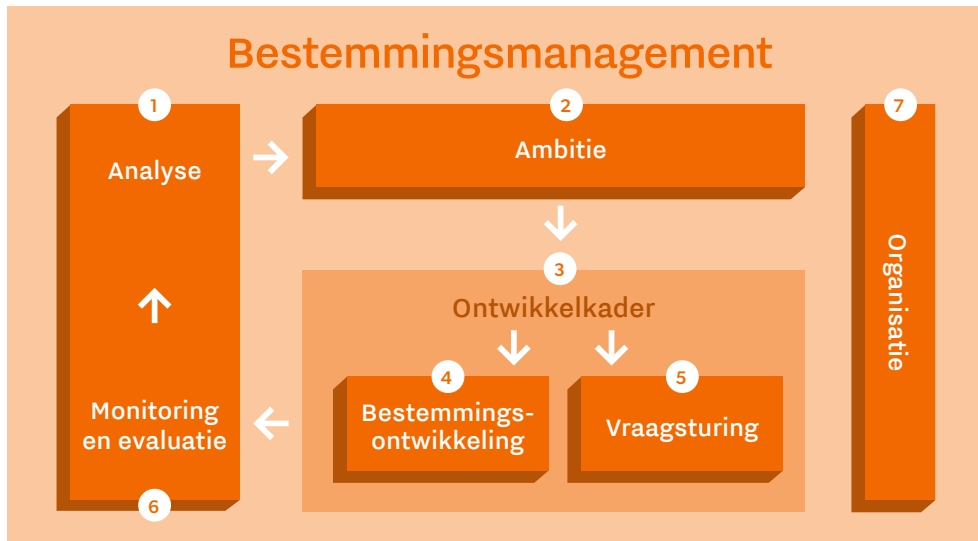 Bestemmingsmanagement
1
Analyse
2
Ambitie
3
Ontwikkelkader
4
Bestemmings-
ontwikkeling
5
Vraagsturing
Monitoring
en evaluatie
6
7
Organisatie